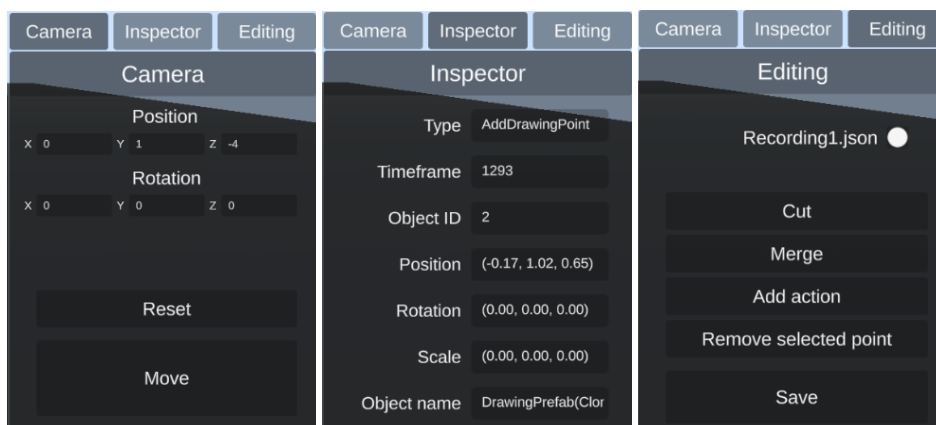 Camera Inspector Editing
Camera
Position
X 0 Y 1 Z -4
Rotation
X 0 Y 0 Z 0
Reset
Move
Camera Inspector Editing
Inspector
Type AddDrawingPoint
Timeframe 1293
Object ID 2
Position (-0.17, 1.02, 0.65)
Rotation (0.00, 0.00, 0.00)
Scale (0.00, 0.00, 0.00)
Object name DrawingPrefab(Clor
Camera Inspector Editing
Editing
Recording1.json
Cut
Merge
Add action
Remove selected point
Save